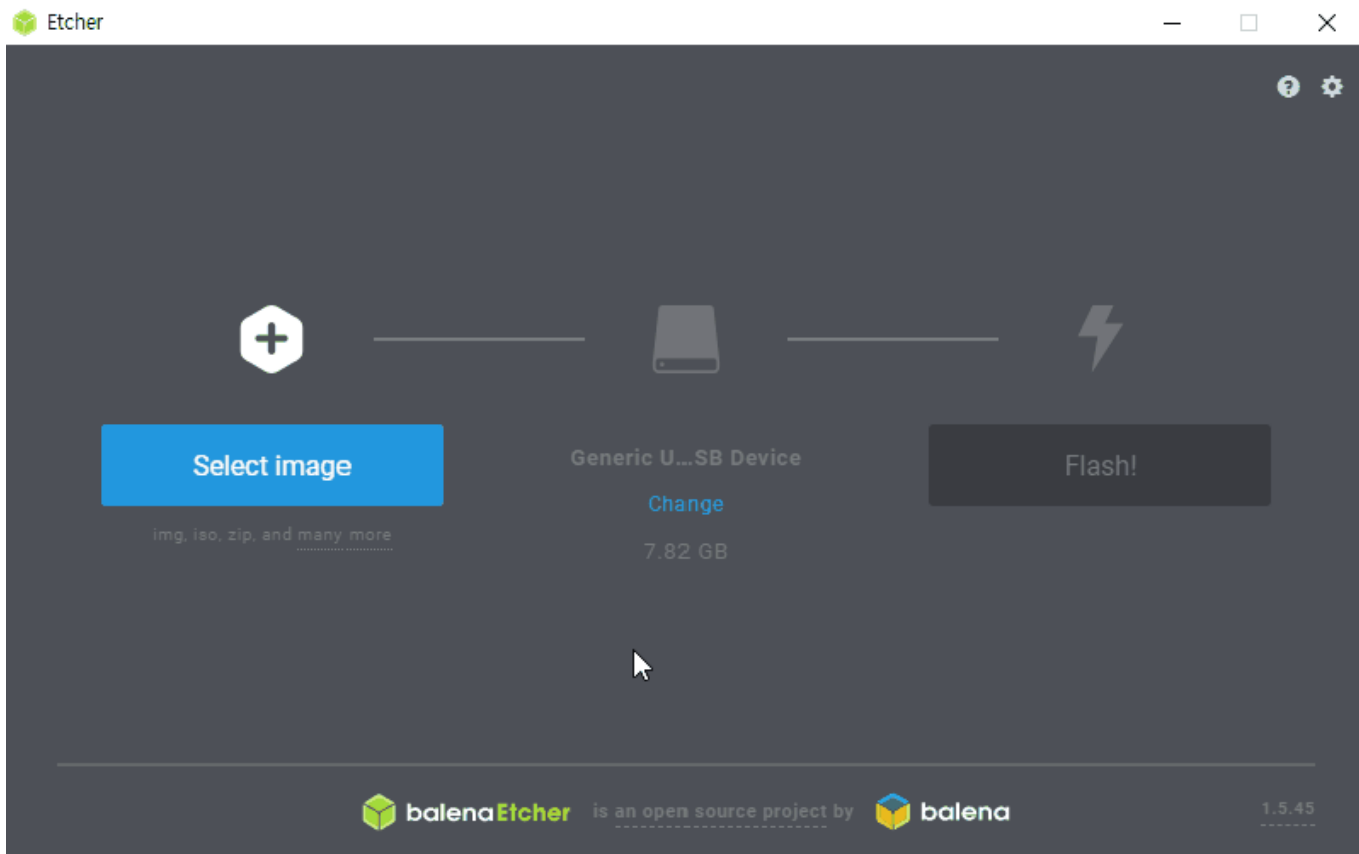 Etcher
Select image
img, iso, zip, and many more
Generic U...SB Device
Change
7.82 GB
Flash!
balenaEtcher is an open source project by balena
1.5.45